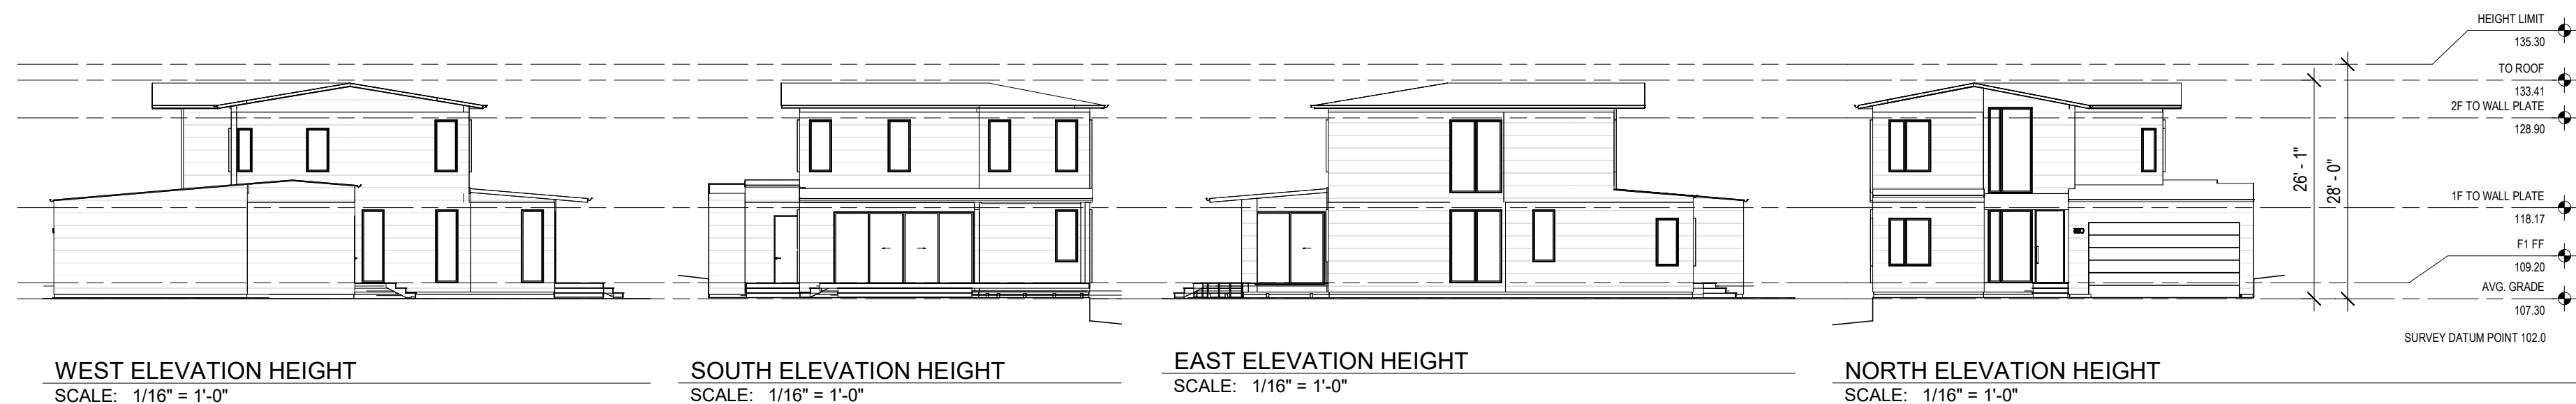 HEIGHT LIMIT
135.30
TO ROOF
133.41
2F TO WALL PLATE
128.90
26' - 1"
28' - 0"
1F TO WALL PLATE
118.17
F1 FF
109.20
AVG. GRADE
107.30
SURVEY DATUM POINT 102.0
WEST ELEVATION HEIGHT
SCALE: 1/16" = 1'-0"
SOUTH ELEVATION HEIGHT
SCALE: 1/16" = 1'-0"
EAST ELEVATION HEIGHT
SCALE: 1/16" = 1'-0"
NORTH ELEVATION HEIGHT
SCALE: 1/16" = 1'-0"